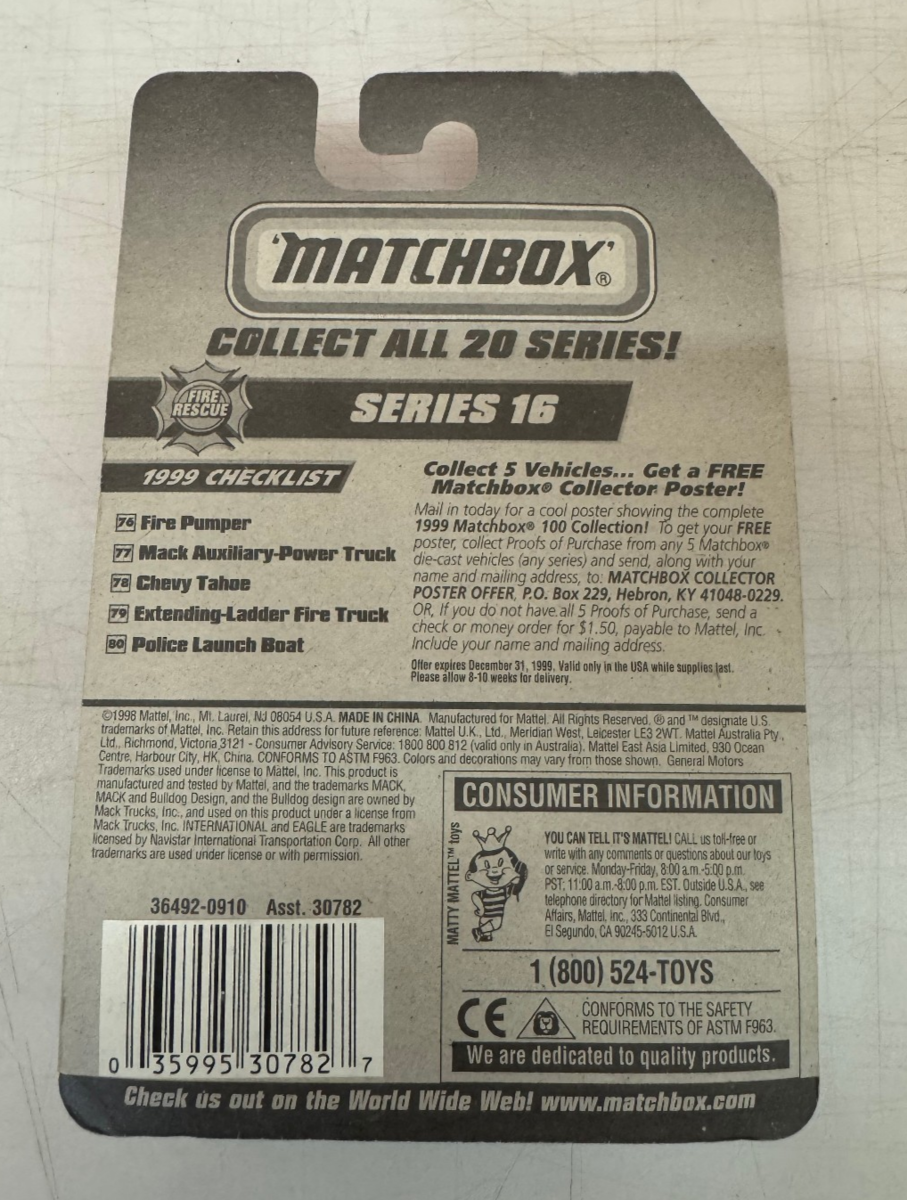 'MATCHBOX'®
COLLECT ALL 20 SERIES!
FIRE
RESCUE
SERIES 16
1999 CHECKLIST
76 Fire Pumper
77 Mack Auxiliary-Power Truck
78 Chevy Tahoe
79 Extending-Ladder Fire Truck
80 Police Launch Boat
Collect 5 Vehicles... Get a FREE
Matchbox® Collector Poster!
Mail in today for a cool poster showing the complete
1999 Matchbox® 100 Collection! To get your FREE
poster, collect Proofs of Purchase from any 5 Matchbox®
die-cast vehicles (any series) and send, along with your
name and mailing address, to: MATCHBOX COLLECTOR
POSTER OFFER, P.O. Box 229, Hebron, KY 41048-0229.
OR, If you do not have all 5 Proofs of Purchase, send a
check or money order for $1.50, payable to Mattel, Inc.
Include your name and mailing address.
Offer expires December 31, 1999. Valid only in the USA while supplies last.
Please allow 8-10 weeks for delivery.
©1998 Mattel, Inc., Mt. Laurel, NJ 08054 U.S.A. MADE IN CHINA. Manufactured for Mattel. All Rights Reserved. ® and ™ designate U.S.
trademarks of Mattel, Inc. Retain this address for future reference: Mattel U.K., Ltd., Meridian West, Leicester LE3 2WT. Mattel Australia Pty.,
Ltd., Richmond, Victoria,3121 - Consumer Advisory Service: 1800 800 812 (valid only in Australia). Mattel East Asia Limited, 930 Ocean
Centre, Harbour City, HK, China. CONFORMS TO ASTM F963. Colors and decorations may vary from those shown. General Motors
Trademarks used under license to Mattel, Inc. This product is
manufactured and tested by Mattel, and the trademarks MACK,
MACK and Bulldog Design, and the Bulldog design are owned by
Mack Trucks, Inc., and used on this product under a license from
Mack Trucks, Inc. INTERNATIONAL and EAGLE are trademarks
licensed by Navistar International Transportation Corp. All other
trademarks are used under license or with permission.
36492-0910 Asst. 30782
0 35995 30782 7
CONSUMER INFORMATION
MATTY MATTEL™ toys
YOU CAN TELL IT'S MATTEL! CALL us toll-free or
write with any comments or questions about our toys
or service. Monday-Friday, 8:00 a.m.-5:00 p.m.
PST; 11:00 a.m.-8:00 p.m. EST. Outside U.S.A., see
telephone directory for Mattel listing. Consumer
Affairs, Mattel, Inc., 333 Continental Blvd.,
El Segundo, CA 90245-5012 U.S.A.
1 (800) 524-TOYS
CE
CONFORMS TO THE SAFETY
REQUIREMENTS OF ASTM F963.
We are dedicated to quality products.
Check us out on the World Wide Web! www.matchbox.com